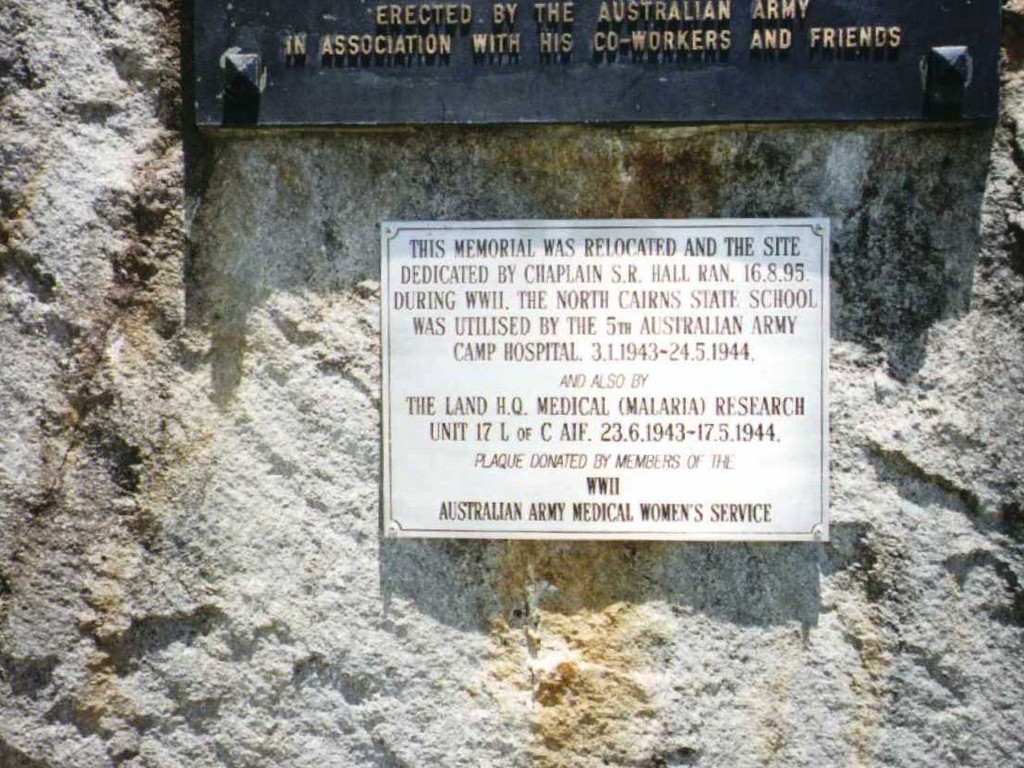 ERECTED BY THE AUSTRALIAN ARMY
IN ASSOCIATION WITH HIS CO-WORKERS AND FRIENDS
THIS MEMORIAL WAS RELOCATED AND THE SITE
DEDICATED BY CHAPLAIN S.R. HALL RAN. 16.8.95.
DURING WWII. THE NORTH CAIRNS STATE SCHOOL
WAS UTILISED BY THE 5TH AUSTRALIAN ARMY
CAMP HOSPITAL. 3.1.1943-24.5.1944.
AND ALSO BY
THE LAND H.Q. MEDICAL (MALARIA) RESEARCH
UNIT 17 L OF C AIF. 23.6.1943-17.5.1944.
PLAQUE DONATED BY MEMBERS OF THE
WWII
AUSTRALIAN ARMY MEDICAL WOMEN'S SERVICE